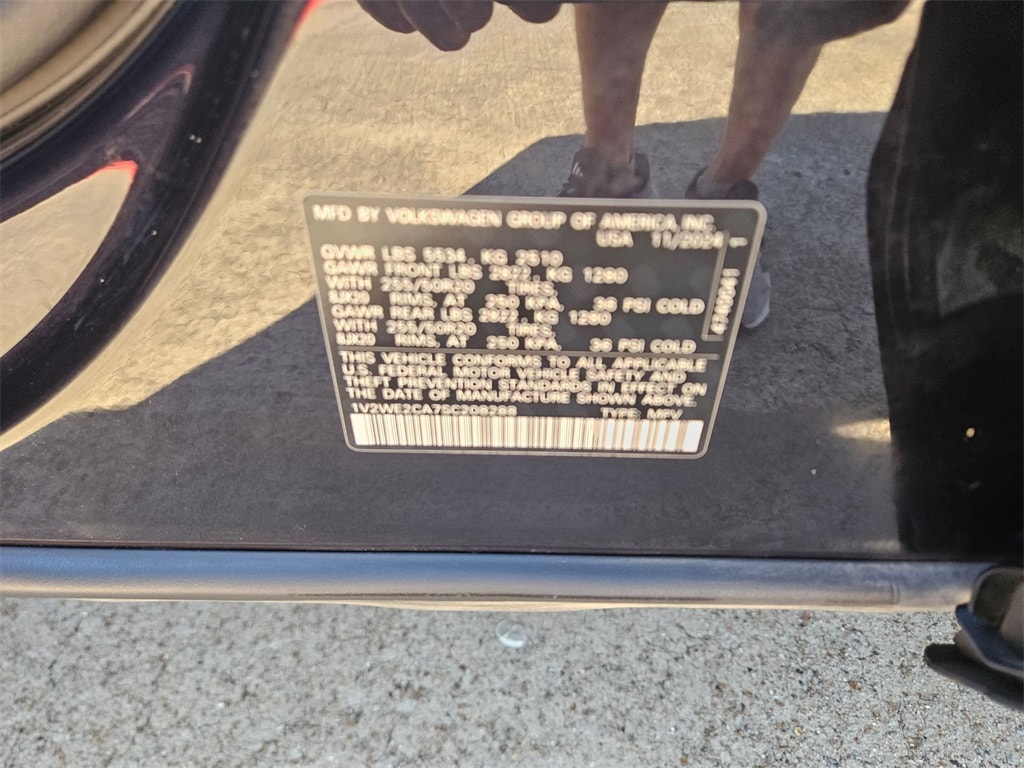 MFD BY VOLKSWAGEN GROUP OF AMERICA INC.
USA 11/2024
GVWR LBS 5534, KG 2510
GAWR FRONT LBS 2822, KG 1280
WITH 255/50R20 TIRES,
8JX20 RIMS, AT 250 KPA, 36 PSI COLD
GAWR REAR LBS 2822, KG 1280
WITH 255/50R20 TIRES,
8JX20 RIMS, AT 250 KPA, 36 PSI COLD
THIS VEHICLE CONFORMS TO ALL APPLICABLE
U.S. FEDERAL MOTOR VEHICLE SAFETY AND
THEFT PREVENTION STANDARDS IN EFFECT ON
THE DATE OF MANUFACTURE SHOWN ABOVE.
1V2WE2CA7SC208288 TYPE: MPV